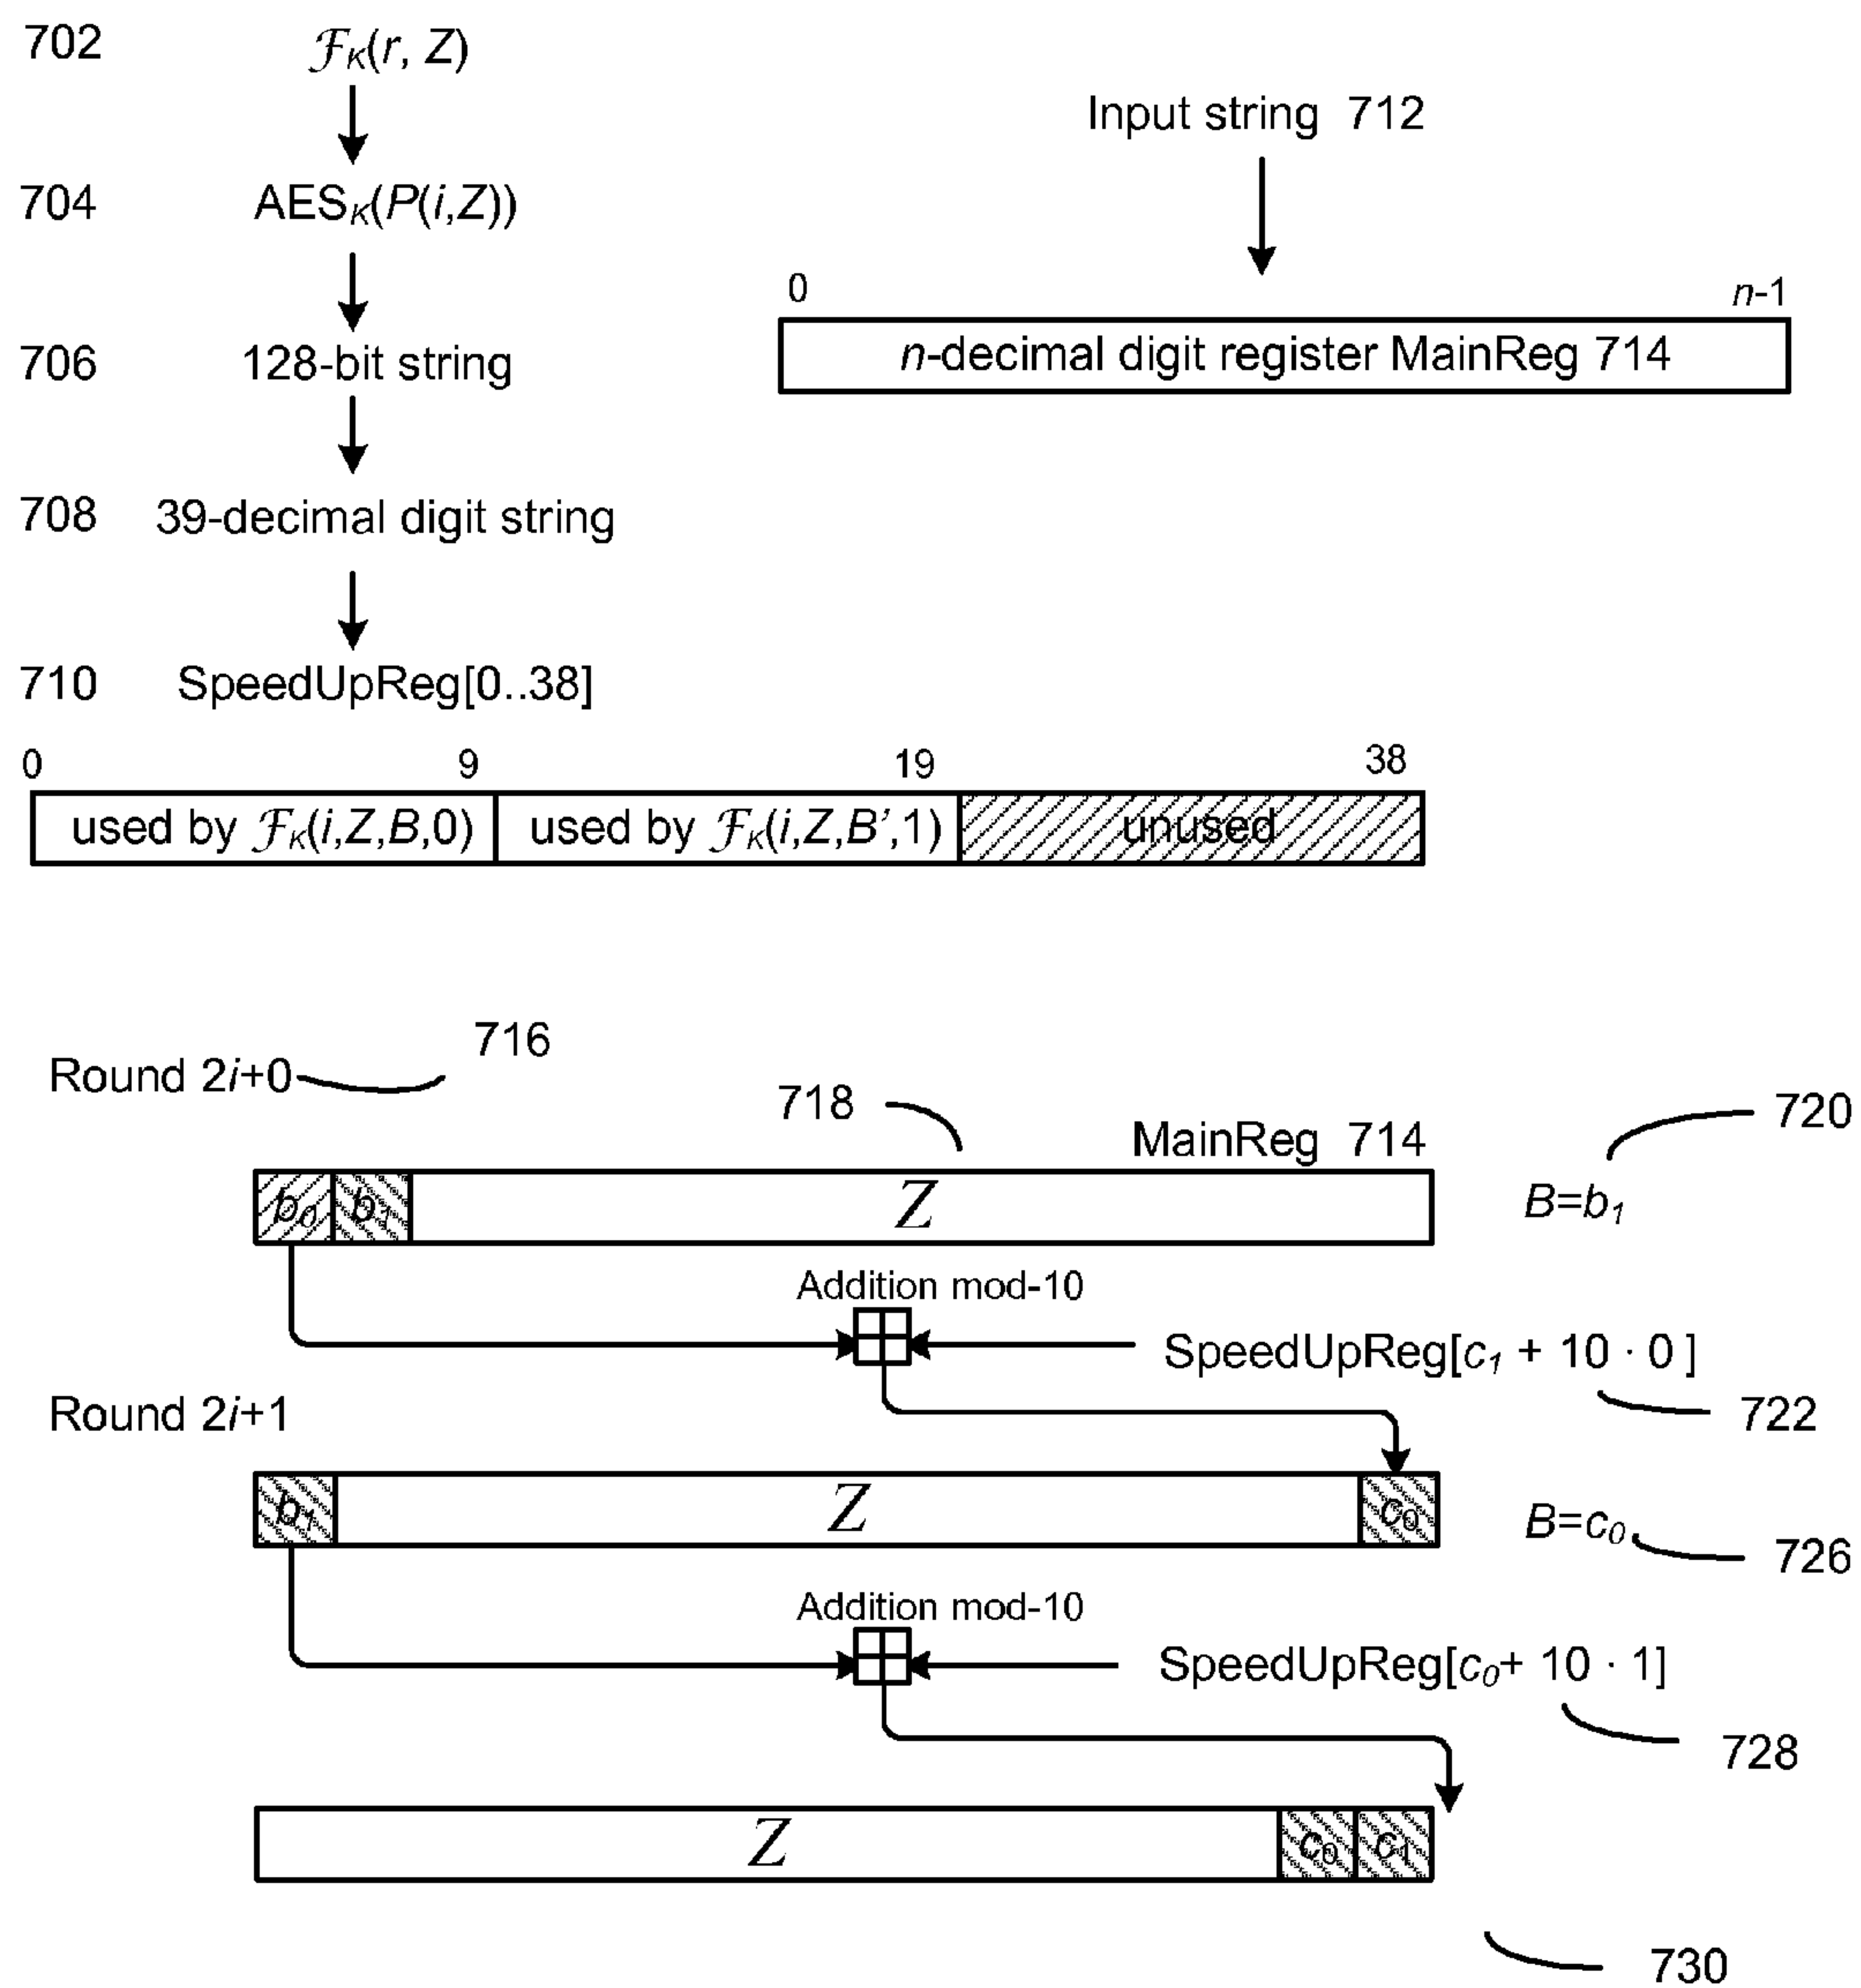 702 ℱK(r, Z)
Input string 712
704 AESK(P(i,Z))
0 n-1
706 128-bit string
n-decimal digit register MainReg 714
708 39-decimal digit string
710 SpeedUpReg[0..38]
0 9 19 38
used by ℱK(i,Z,B,0) used by ℱK(i,Z,B’,1) unused
Round 2i+0 716
718 MainReg 714 720
b0 b1 Z B=b1
Addition mod-10
SpeedUpReg[c1 + 10 · 0 ]
Round 2i+1 722
b1 Z c0 B=c0
726
Addition mod-10
SpeedUpReg[c0+ 10 · 1]
728
Z c0 c1
730